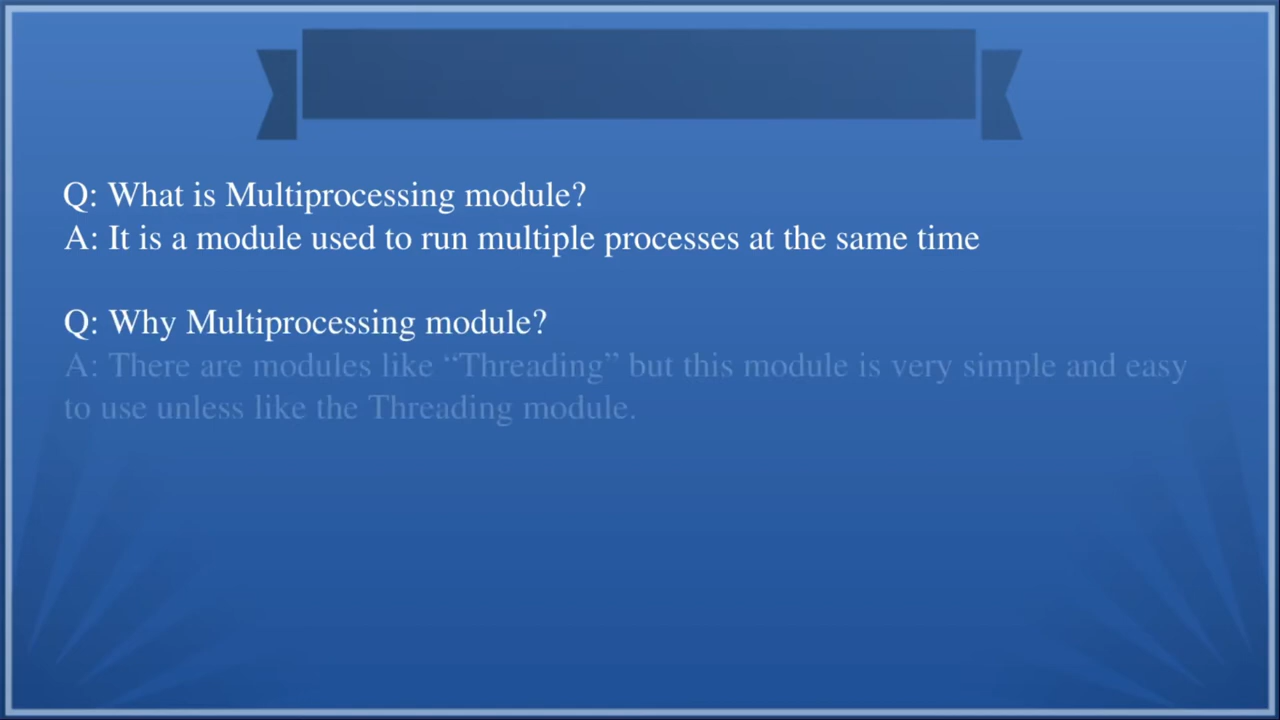 Q: What is Multiprocessing module?
A: It is a module used to run multiple processes at the same time
Q: Why Multiprocessing module?
A: There are modules like “Threading” but this module is very simple and easy
to use unless like the Threading module.